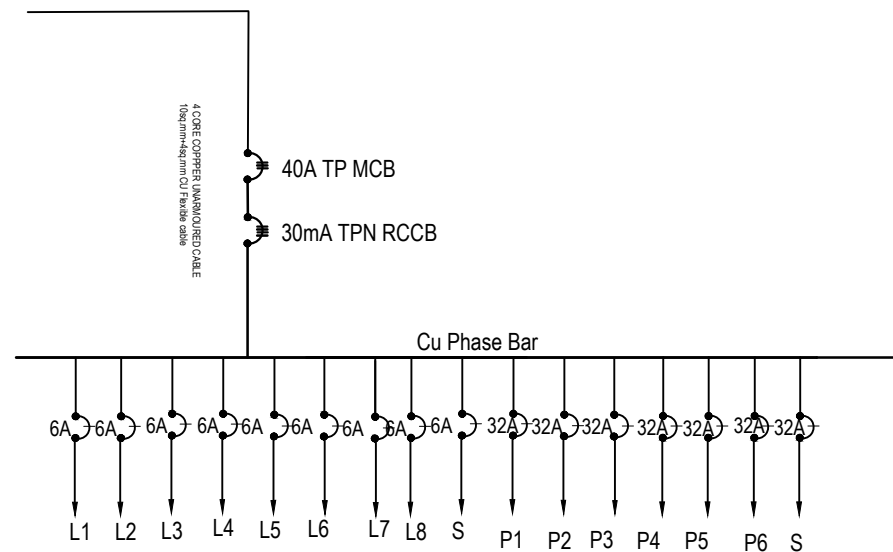 4 CORE COPPPER UNARMOURED CABLE
10sq.mm+4sq.mm CU Flexible cable
40A TP MCB
30mA TPN RCCB
Cu Phase Bar
6A 6A 6A 6A 6A 6A 6A 6A 6A 32A 32A 32A 32A 32A 32A 32A
L1 L2 L3 L4 L5 L6 L7 L8 S P1 P2 P3 P4 P5 P6 S